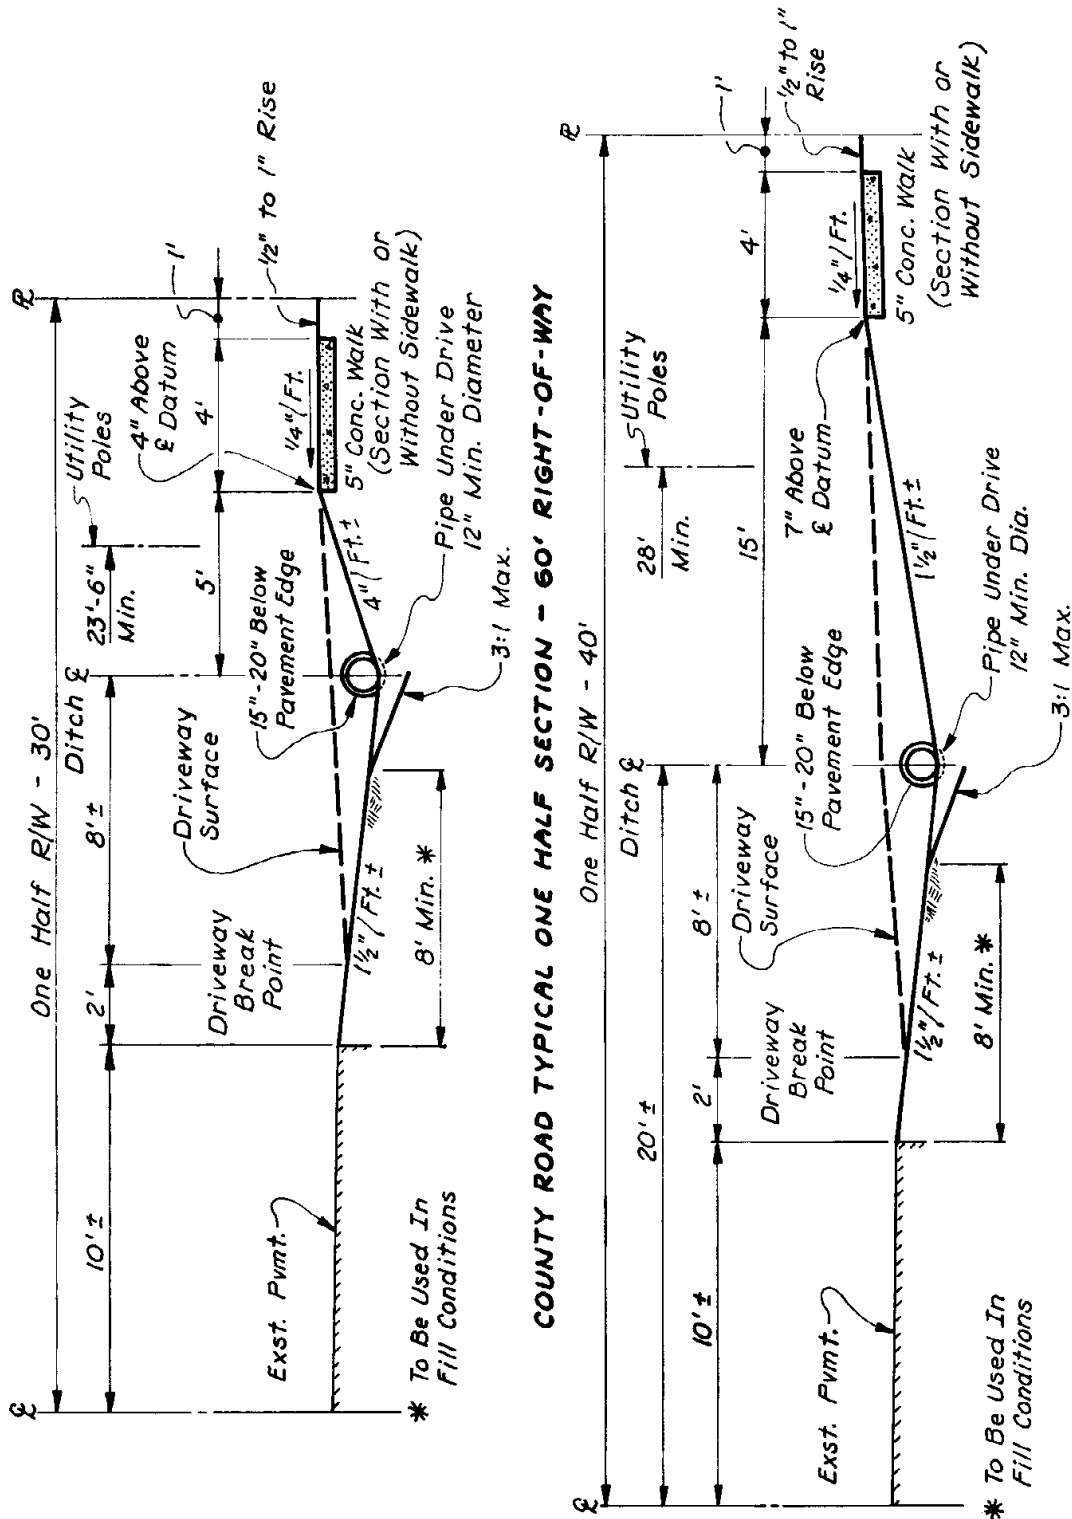 One Half R/W - 30'
℄
℞
10' ±
2'
8' ±
Ditch ℄
5'
4'
1'
1/2" to 1" Rise
23'-6"
Min.
Utility
Poles
4" Above
℄ Datum
1/4"/Ft.
Driveway
Break
Point
Driveway
Surface
15"-20" Below
Pavement Edge
4"/Ft. ±
5" Conc. Walk
(Section With or
Without Sidewalk)
Exst. Pvmt.
1 1/2"/Ft. ±
8' Min. *
Pipe Under Drive
12" Min. Diameter
3:1 Max.
* To Be Used In
Fill Conditions
COUNTY ROAD TYPICAL ONE HALF SECTION - 60' RIGHT-OF-WAY
One Half R/W - 40'
℄
℞
20' ±
Ditch ℄
10' ±
2'
8' ±
15'
4'
1'
1/2" to 1"
Rise
28'
Min.
Utility
Poles
7" Above
℄ Datum
1/4"/Ft.
Driveway
Break
Point
Driveway
Surface
15"-20" Below
Pavement Edge
1 1/2"/Ft. ±
5" Conc. Walk
(Section With or
Without Sidewalk)
Exst. Pvmt.
1 1/2"/Ft. ±
8' Min. *
Pipe Under Drive
12" Min. Dia.
3:1 Max.
* To Be Used In
Fill Conditions